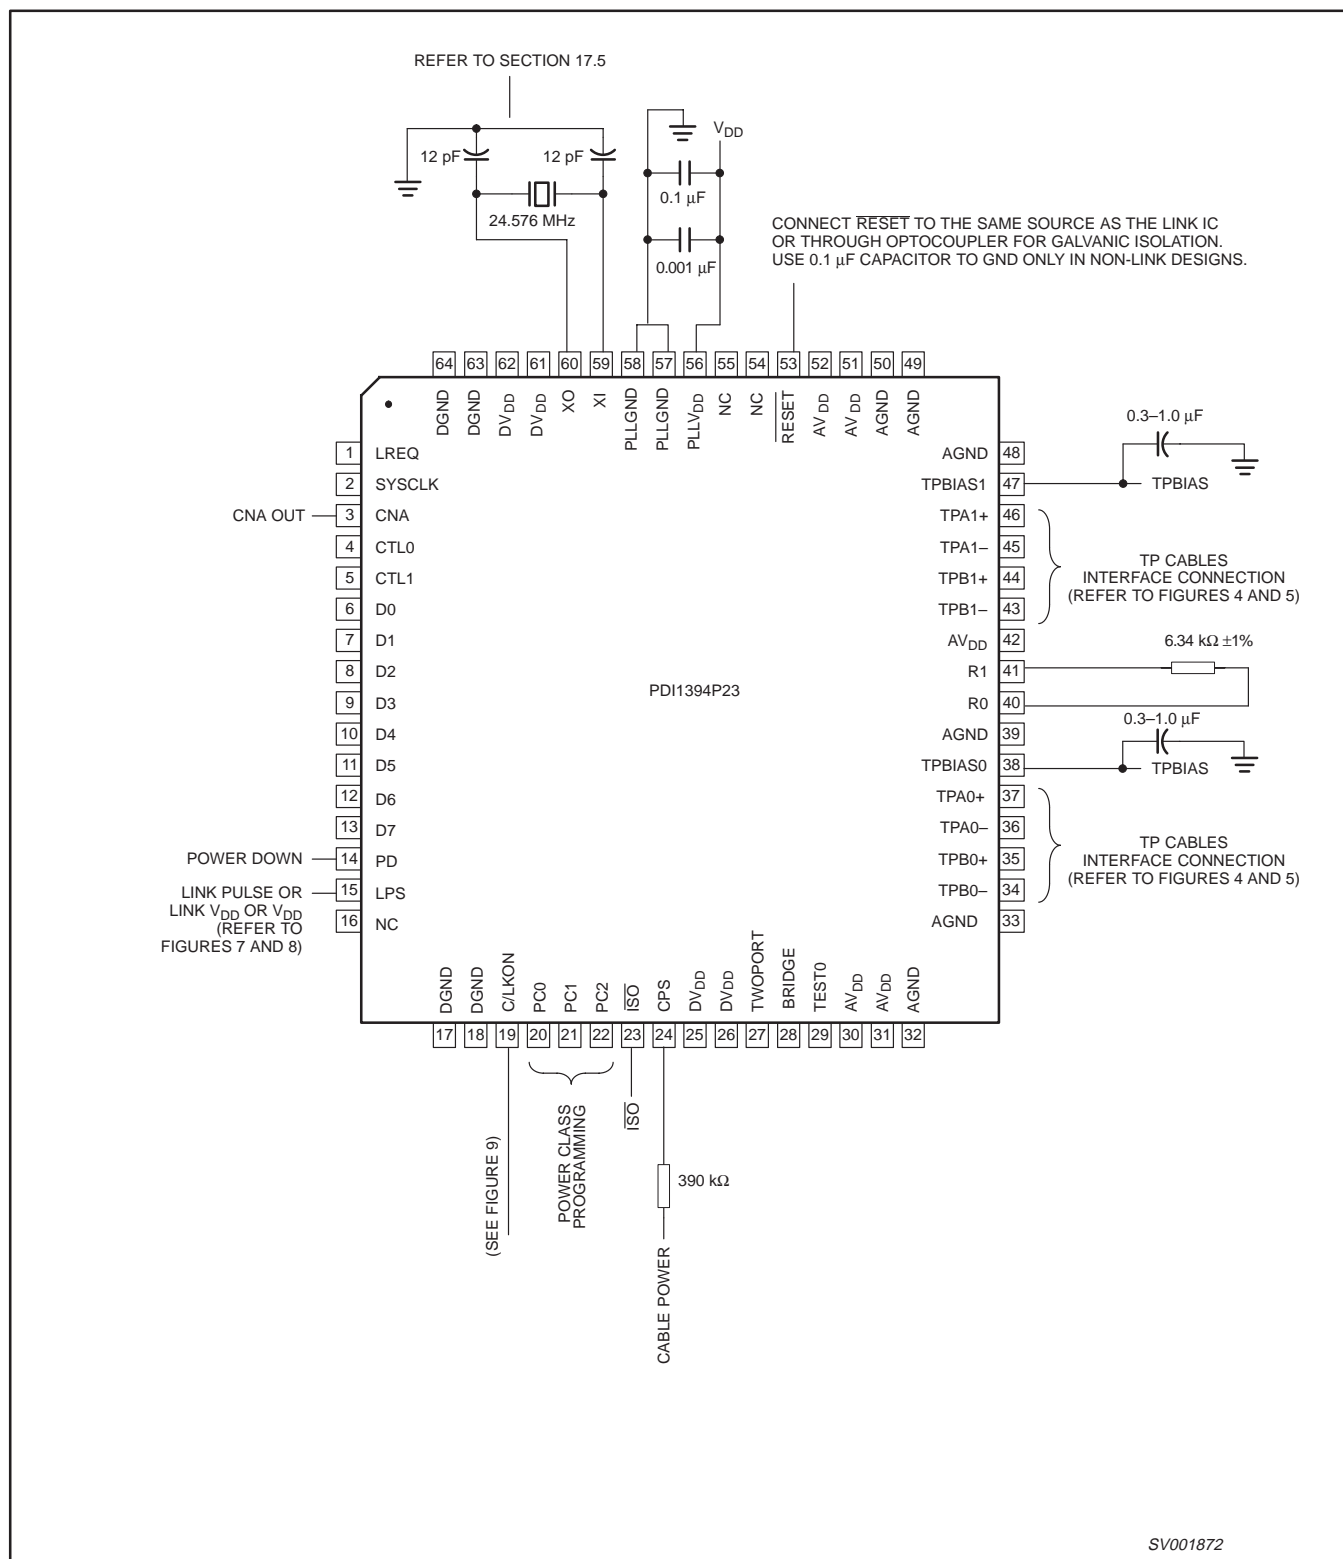 REFER TO SECTION 17.5
12 pF
12 pF
24.576 MHz
VDD
0.1 μF
0.001 μF
CONNECT RESET TO THE SAME SOURCE AS THE LINK IC
OR THROUGH OPTOCOUPLER FOR GALVANIC ISOLATION.
USE 0.1 μF CAPACITOR TO GND ONLY IN NON-LINK DESIGNS.
64 63 62 61 60 59 58 57 56 55 54 53 52 51 50 49
DGND DGND DVDD DVDD XO XI PLLGND PLLGND PLLVDD NC NC RESET AVDD AVDD AGND AGND
1 LREQ
2 SYSCLK
CNA OUT 3 CNA
4 CTL0
5 CTL1
6 D0
7 D1
8 D2
9 D3
10 D4
11 D5
12 D6
13 D7
POWER DOWN 14 PD
15 LPS
16 NC
LINK PULSE OR
LINK VDD OR VDD
(REFER TO
FIGURES 7 AND 8)
PDI1394P23
AGND 48
TPBIAS1 47
TPA1+ 46
TPA1– 45
TPB1+ 44
TPB1– 43
AVDD 42
R1 41
R0 40
AGND 39
TPBIAS0 38
TPA0+ 37
TPA0– 36
TPB0+ 35
TPB0– 34
AGND 33
0.3–1.0 μF
TPBIAS
TP CABLES
INTERFACE CONNECTION
(REFER TO FIGURES 4 AND 5)
6.34 kΩ ±1%
0.3–1.0 μF
TPBIAS
TP CABLES
INTERFACE CONNECTION
(REFER TO FIGURES 4 AND 5)
DGND DGND C/LKON PC0 PC1 PC2 ISO CPS DVDD DVDD TWOPORT BRIDGE TEST0 AVDD AVDD AGND
17 18 19 20 21 22 23 24 25 26 27 28 29 30 31 32
(SEE FIGURE 9)
POWER CLASS
PROGRAMMING
ISO
390 kΩ
CABLE POWER
SV001872